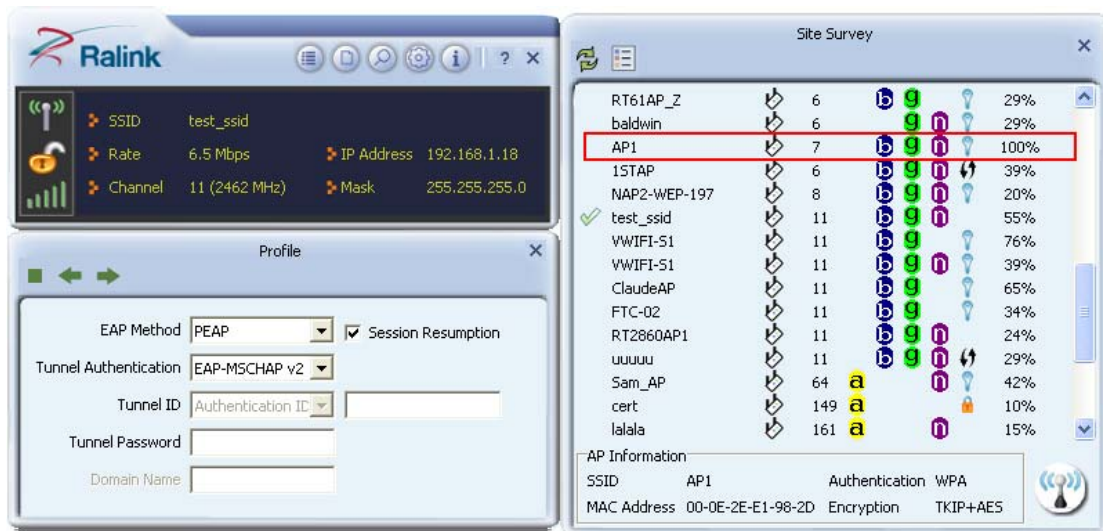 Ralink
? ×
SSID test_ssid
Rate 6.5 Mbps IP Address 192.168.1.18
Channel 11 (2462 MHz) Mask 255.255.255.0
Profile
EAP Method PEAP Session Resumption
Tunnel Authentication EAP-MSCHAP v2
Tunnel ID Authentication ID
Tunnel Password
Domain Name
Site Survey
RT61AP_Z 6 b g 29%
baldwin 6 g n 29%
AP1 7 b g n 100%
1STAP 6 b g n 39%
NAP2-WEP-197 8 b g n 20%
test_ssid 11 b g n 55%
VWIFI-S1 11 b g 76%
VWIFI-S1 11 b g n 39%
ClaudeAP 11 b g 65%
FTC-02 11 b g 34%
RT2860AP1 11 b g n 24%
uuuuu 11 b g n 29%
Sam_AP 64 a n 42%
cert 149 a 10%
lalala 161 a n 15%
AP Information
SSID AP1 Authentication WPA
MAC Address 00-0E-2E-E1-98-2D Encryption TKIP+AES